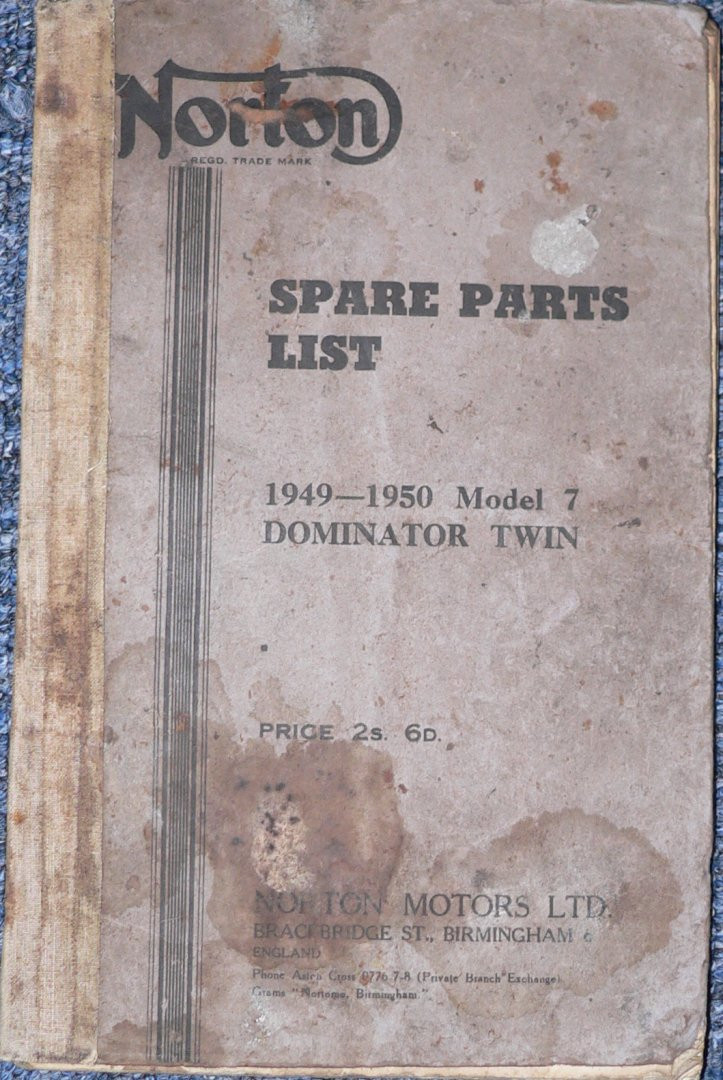 Norton
REGD. TRADE MARK
SPARE PARTS
LIST
1949—1950 Model 7
DOMINATOR TWIN
PRICE 2S. 6D.
NORTON MOTORS LTD.
BRACEBRIDGE ST., BIRMINGHAM 6
ENGLAND
Phone Aston Cross 0776-7-8 (Private Branch Exchange)
Grams "Nortomo, Birmingham."